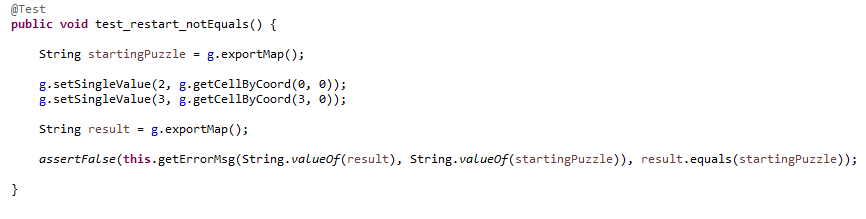 @Test
public void test_restart_notEquals() {
String startingPuzzle = g.exportMap();
g.setSingleValue(2, g.getCellByCoord(0, 0));
g.setSingleValue(3, g.getCellByCoord(3, 0));
String result = g.exportMap();
assertFalse(this.getErrorMsg(String.valueOf(result), String.valueOf(startingPuzzle)), result.equals(startingPuzzle));
}